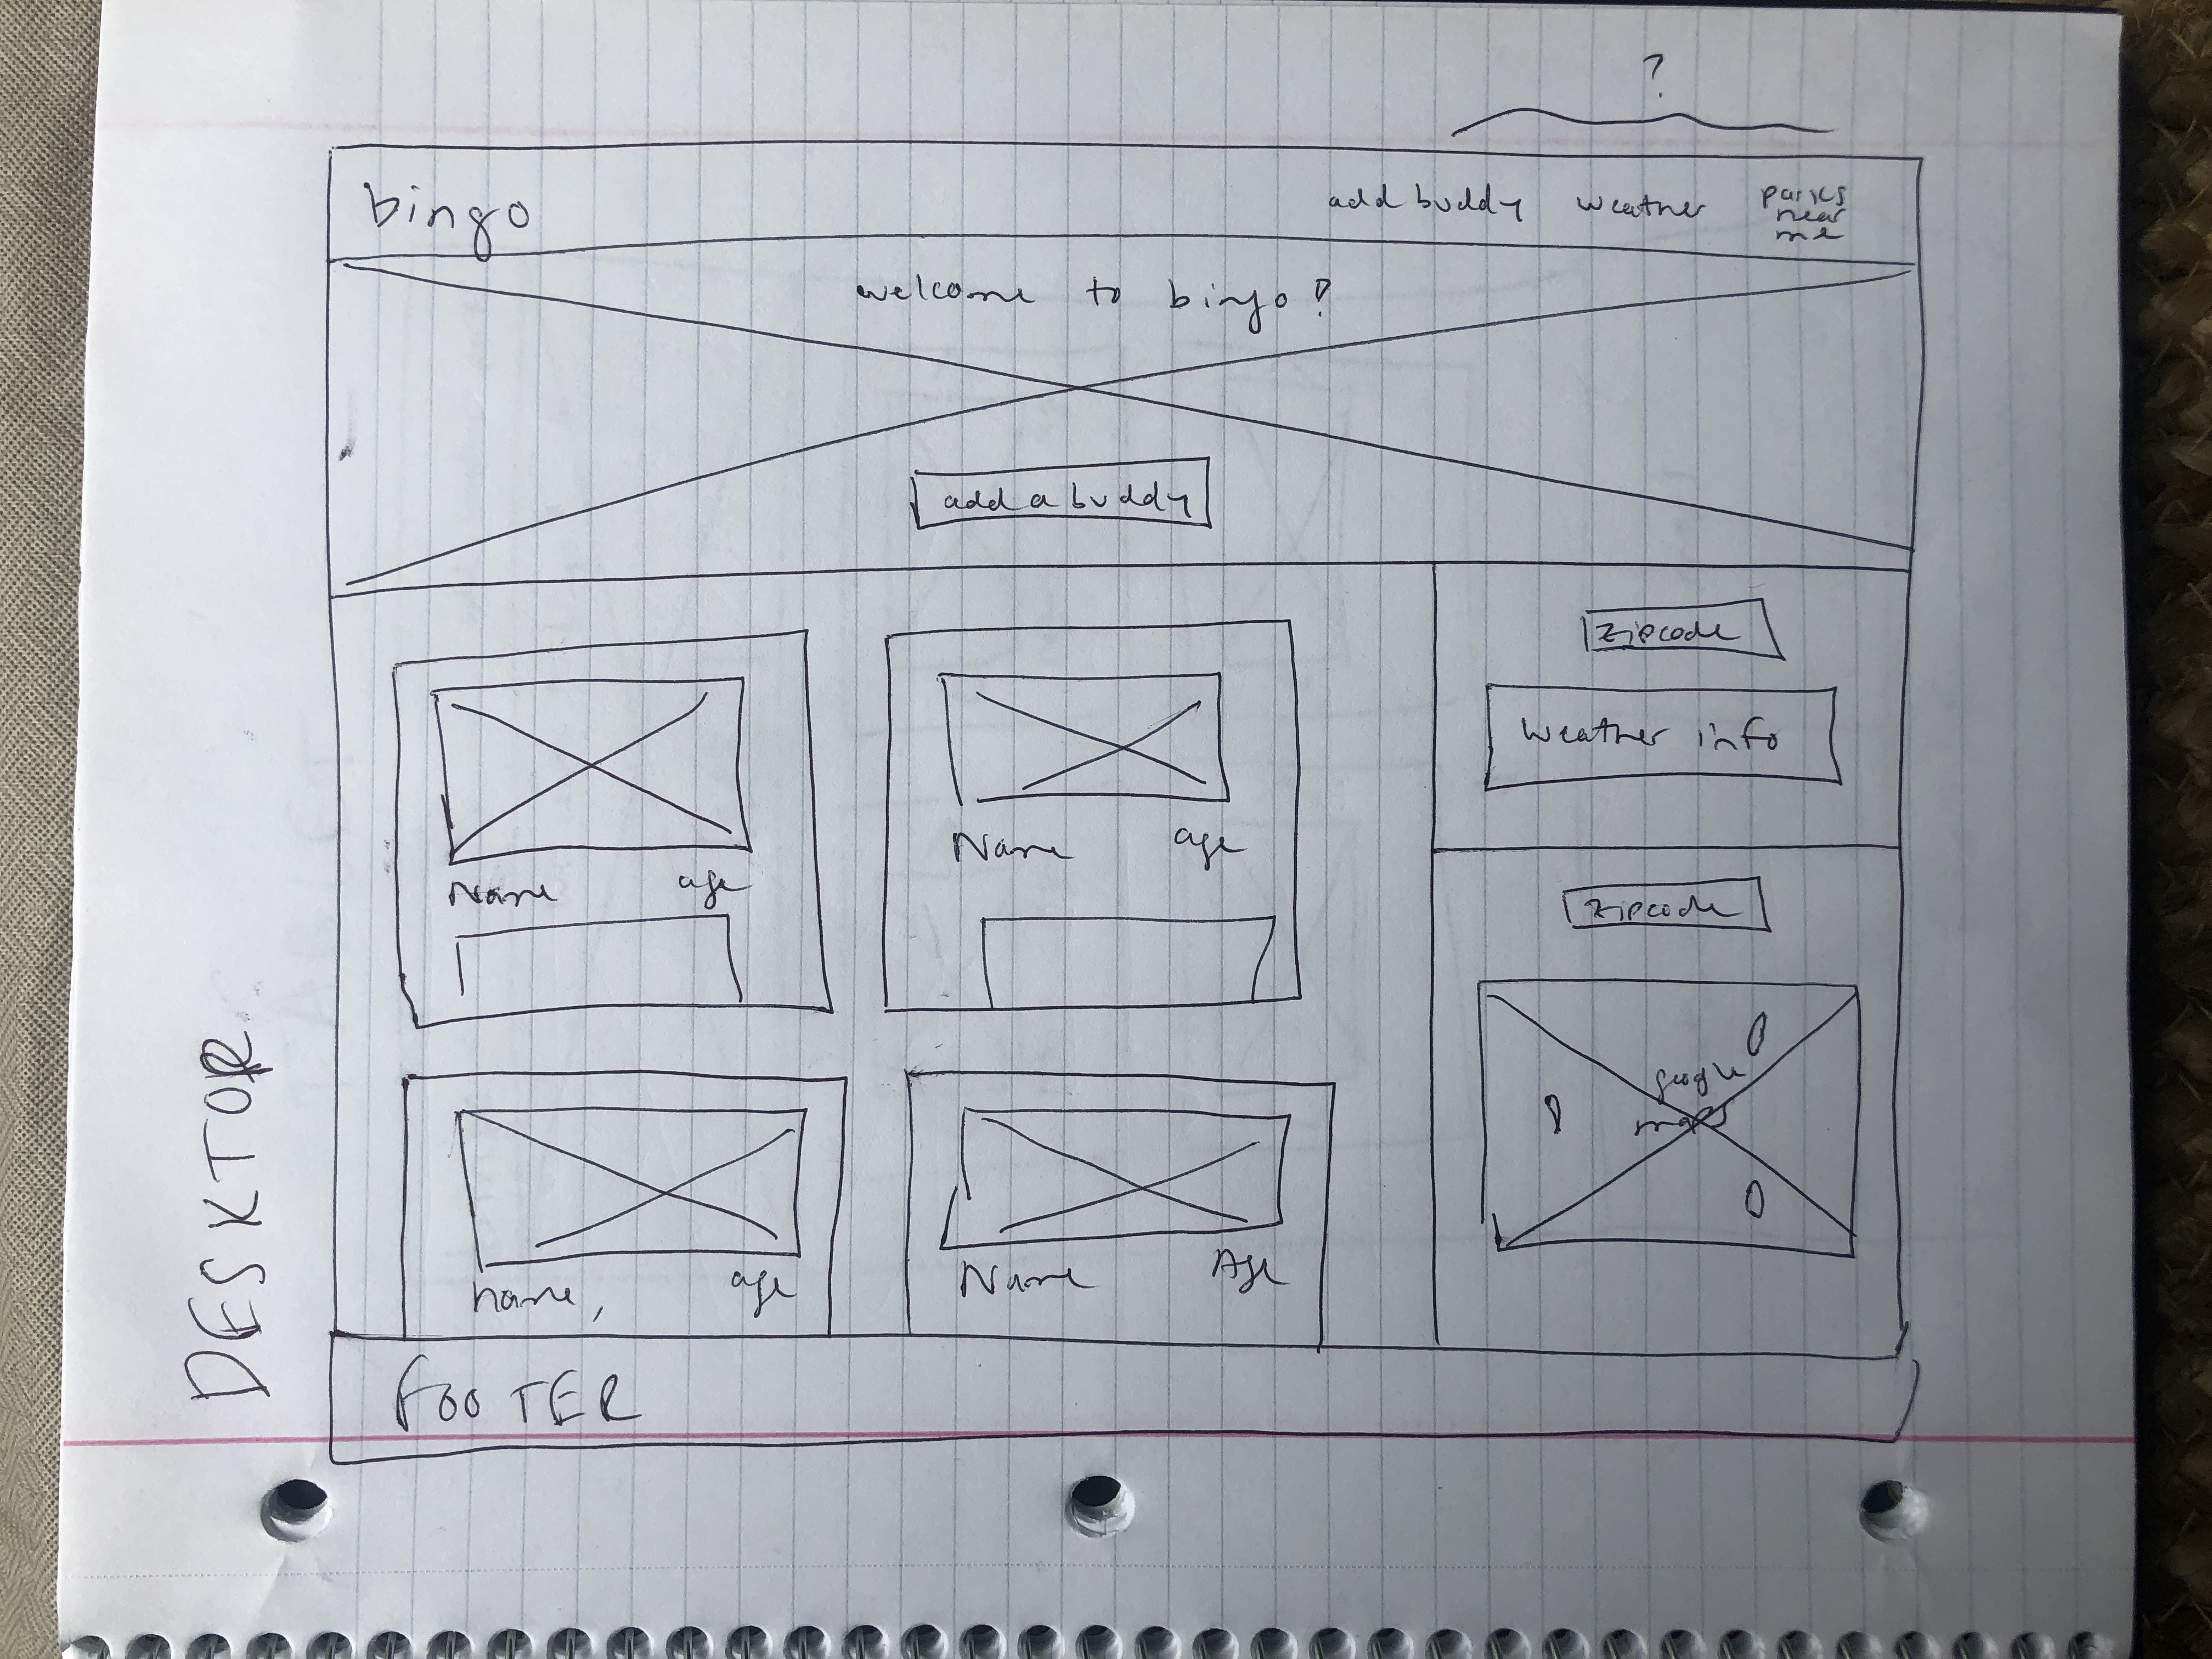 DESKTOP
?
bingo add buddy weather parks near me
welcome to bingo!
add a buddy
zipcode
weather info
Name age
Name age
zipcode
google
maps
name, age
Name Age
FOOTER